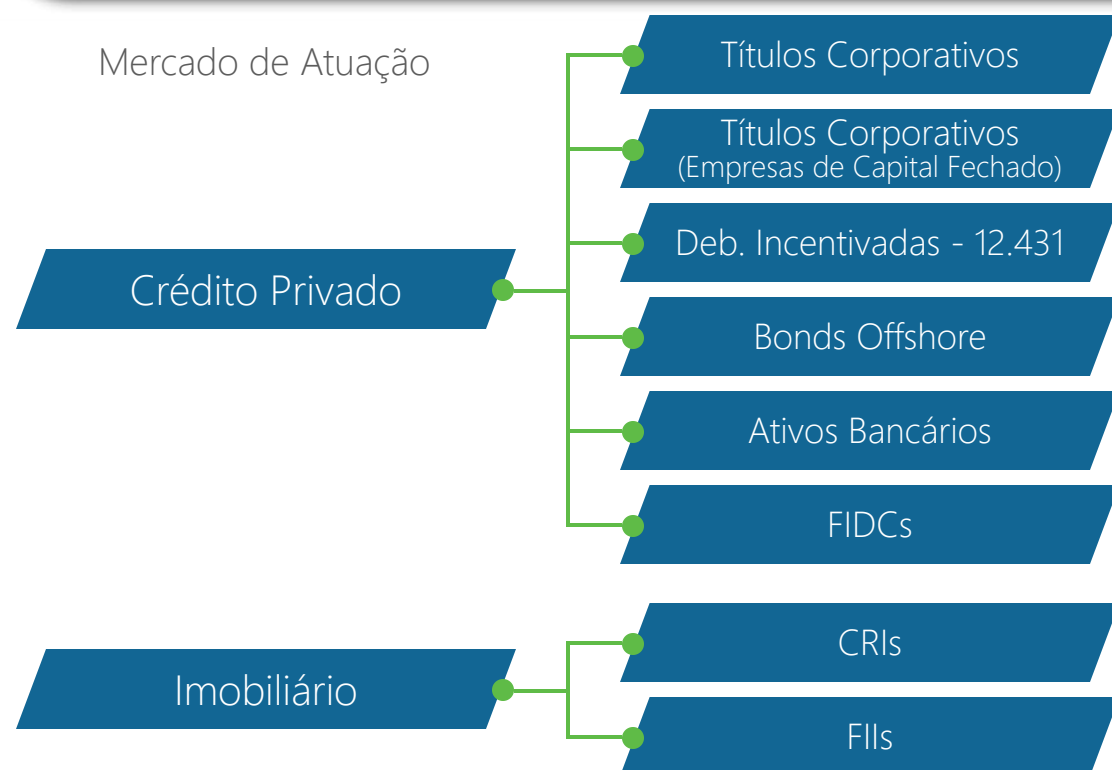 Mercado de Atuação
Títulos Corporativos
Títulos Corporativos
(Empresas de Capital Fechado)
Deb. Incentivadas - 12.431
Crédito Privado
Bonds Offshore
Ativos Bancários
FIDCs
CRIs
Imobiliário
FIIs